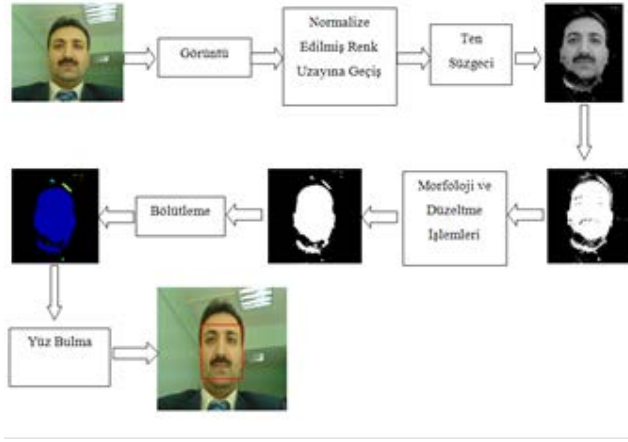 Görüntü
Normalize
Edilmiş Renk
Uzayına Geçiş
Ten
Süzgeci
Morfoloji ve
Düzeltme
İşlemleri
Bölütleme
Yüz Bulma